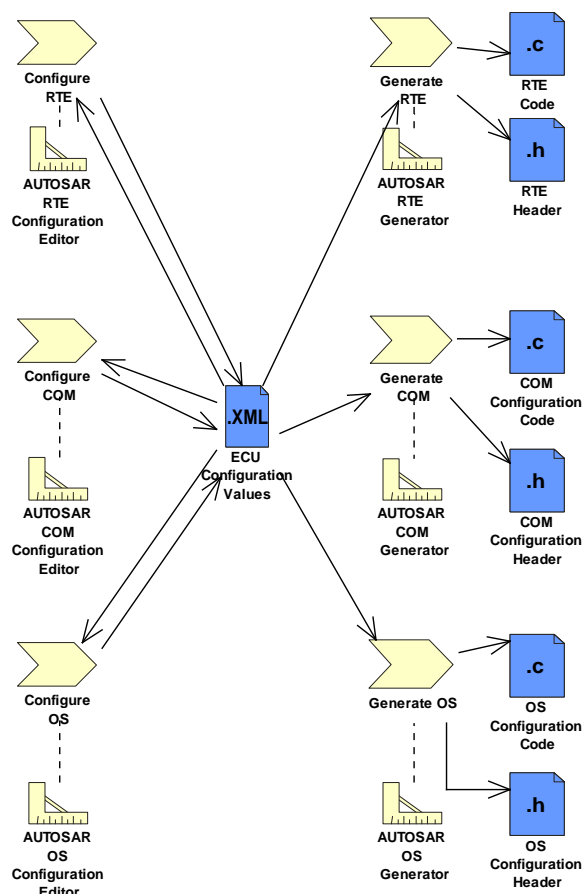 Configure
RTE
AUTOSAR
RTE
Configuration
Editor
Generate
RTE
AUTOSAR
RTE
Generator
.c
RTE
Code
.h
RTE
Header
Configure
COM
AUTOSAR
COM
Configuration
Editor
.XML
ECU
Configuration
Values
Generate
COM
AUTOSAR
COM
Generator
.c
COM
Configuration
Code
.h
COM
Configuration
Header
Configure
OS
AUTOSAR
OS
Configuration
Editor
Generate OS
AUTOSAR
OS
Generator
.c
OS
Configuration
Code
.h
OS
Configuration
Header